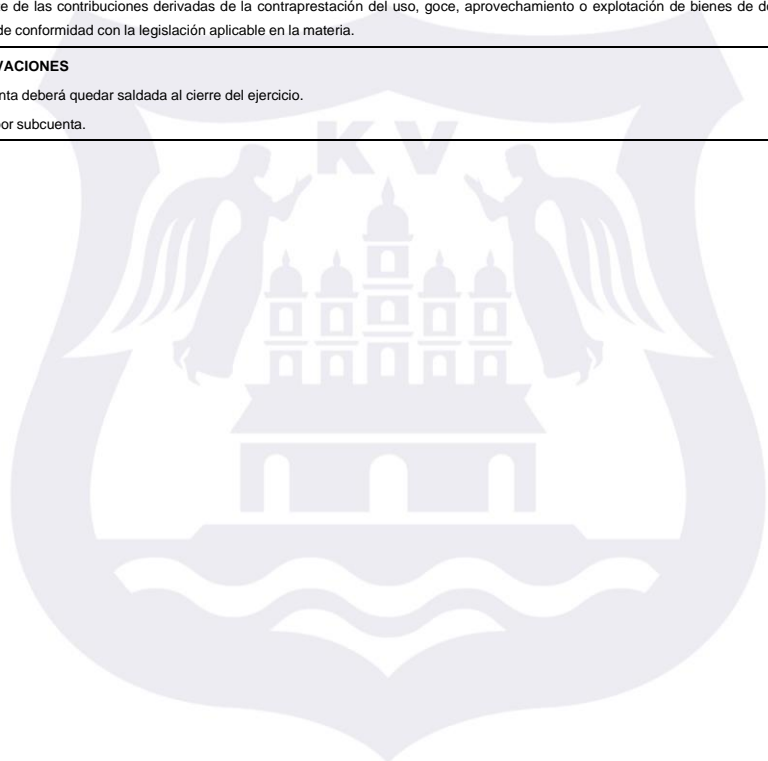 de las contribuciones derivadas de la contraprestación del uso, goce, aprovechamiento o explotación de bienes de
de conformidad con la legislación aplicable en la materia.
VACIONES
nta deberá quedar saldada al cierre del ejercicio.
or subcuenta.
KV